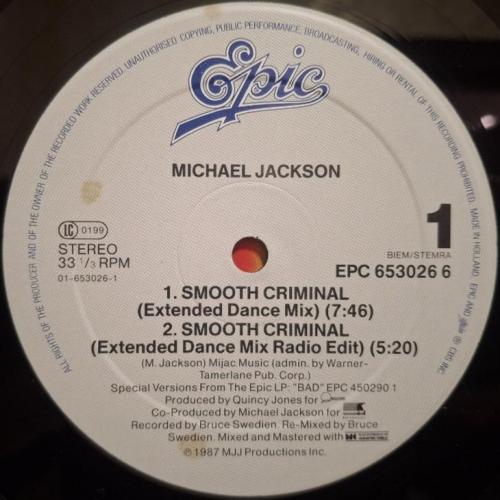 ALL RIGHTS OF THE PRODUCER AND OF THE OWNER OF THE RECORDED WORK RESERVED. UNAUTHORISED COPYING, PUBLIC PERFORMANCE, BROADCASTING, HIRING OR RENTAL OF THIS RECORDING PROHIBITED. MADE IN HOLLAND. EPIC AND ® CBS INC.
Epic
MICHAEL JACKSON
LC 0199
STEREO
33 1/3 RPM
01-653026-1
1
BIEM/STEMRA
EPC 653026 6
1. SMOOTH CRIMINAL
(Extended Dance Mix) (7:46)
2. SMOOTH CRIMINAL
(Extended Dance Mix Radio Edit) (5:20)
(M. Jackson) Mijac Music (admin. by Warner-
Tamerlane Pub. Corp.)
Special Versions From The Epic LP: "BAD" EPC 450290 1
Produced by Quincy Jones for
Co-Produced by Michael Jackson for
Recorded by Bruce Swedien. Re-Mixed by Bruce
Swedien. Mixed and Mastered with
℗ 1987 MJJ Productions Inc.